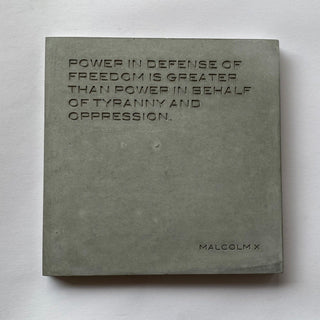 POWER IN DEFENSE OF
FREEDOM IS GREATER
THAN POWER IN BEHALF
OF TYRANNY AND
OPPRESSION.
MALCOLM X